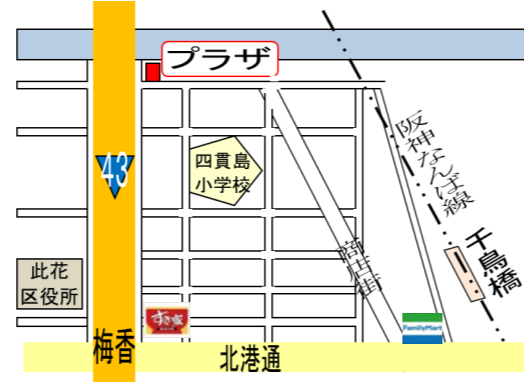 プラザ
43
四貫島
小学校
阪神なんば線
千鳥橋
商店街
此花
区役所
すき家
FamilyMart
梅香
北港通